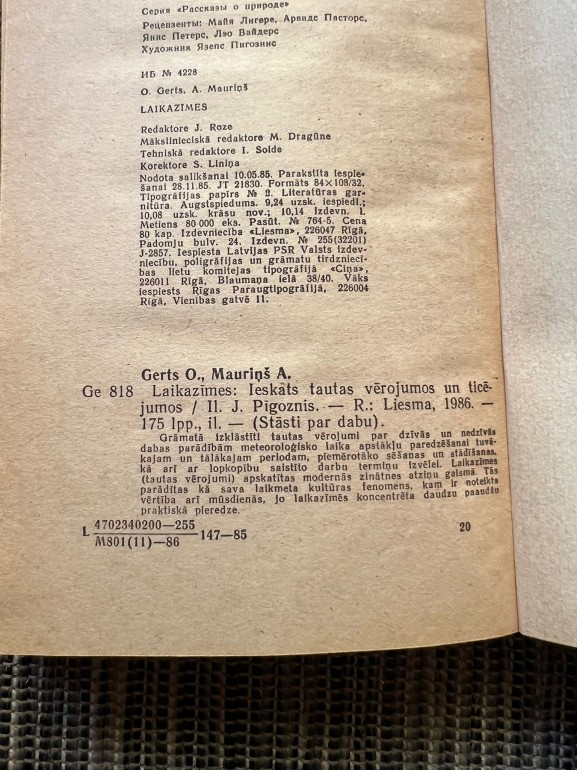 Серия «Рассказы о природе»
Рецензенты: Майя Лигере, Арвидс Пасторс,
Янис Петерс, Лэо Вайдерс
Художник Язепс Пигознис
ИБ № 4228
O. Gerts, A. Mauriņš
LAIKAZĪMES
Redaktore J. Roze
Mākslinieciskā redaktore M. Dragūne
Tehniskā redaktore I. Soide
Korektore S. Liniņa
Nodota salikšanai 10.05.85. Parakstīta iespie-
šanai 28.11.85. JT 21830. Formāts 84×108/32.
Tipogrāfijas papīrs № 2. Literatūras gar-
nitūra. Augstspiedums. 9,24 uzsk. iespiedl.;
10,08 uzsk. krāsu nov.; 10,14 izdevn. l.
Metiens 80 000 eks. Pasūt. № 764-5. Cena
80 kap. Izdevniecība «Liesma», 226047 Rīgā,
Padomju bulv. 24. Izdevn. № 255(32201)
J-2857. Iespiesta Latvijas PSR Valsts izdev-
niecību, poligrāfijas un grāmatu tirdzniec-
ības lietu komitejas tipogrāfijā «Cīņa»,
226011 Rīgā, Blaumaņa ielā 38/40. Vāks
iespiests Rīgas Paraugtipogrāfijā, 226004
Rīgā, Vienības gatvē 11.
Gerts O., Mauriņš A.
Ge 818 Laikazīmes: Ieskats tautas vērojumos un ticē-
jumos / Il. J. Pigoznis. — R.: Liesma, 1986. —
175 lpp., il. — (Stāsti par dabu).
Grāmatā izklāstīti tautas vērojumi par dzīvās un nedzīvās
dabas parādībām meteoroloģisko laika apstākļu paredzēšanai tuvā-
kajam un tālākajam periodam, piemērotāko sēšanas un stādīšanas,
kā arī ar lopkopību saistīto darbu termiņu izvēlei. Laikazīmes
(tautas vērojumi) apskatītas modernās zinātnes atziņu gaismā. Tās
parādītas kā sava laikmeta kultūras fenomens, kam ir noteikta
vērtība arī mūsdienās, jo laikazīmēs koncentrēta daudzu paaudžu
praktiskā pieredze.
L 4702340200—255
M801(11)—86 147—85
20